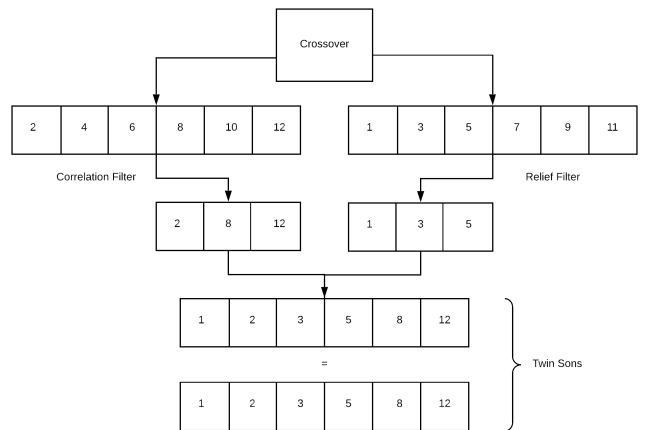 Crossover
2 4 6 8 10 12
1 3 5 7 9 11
Correlation Filter
Relief Filter
2 8 12
1 3 5
1 2 3 5 8 12
=
Twin Sons
1 2 3 5 8 12